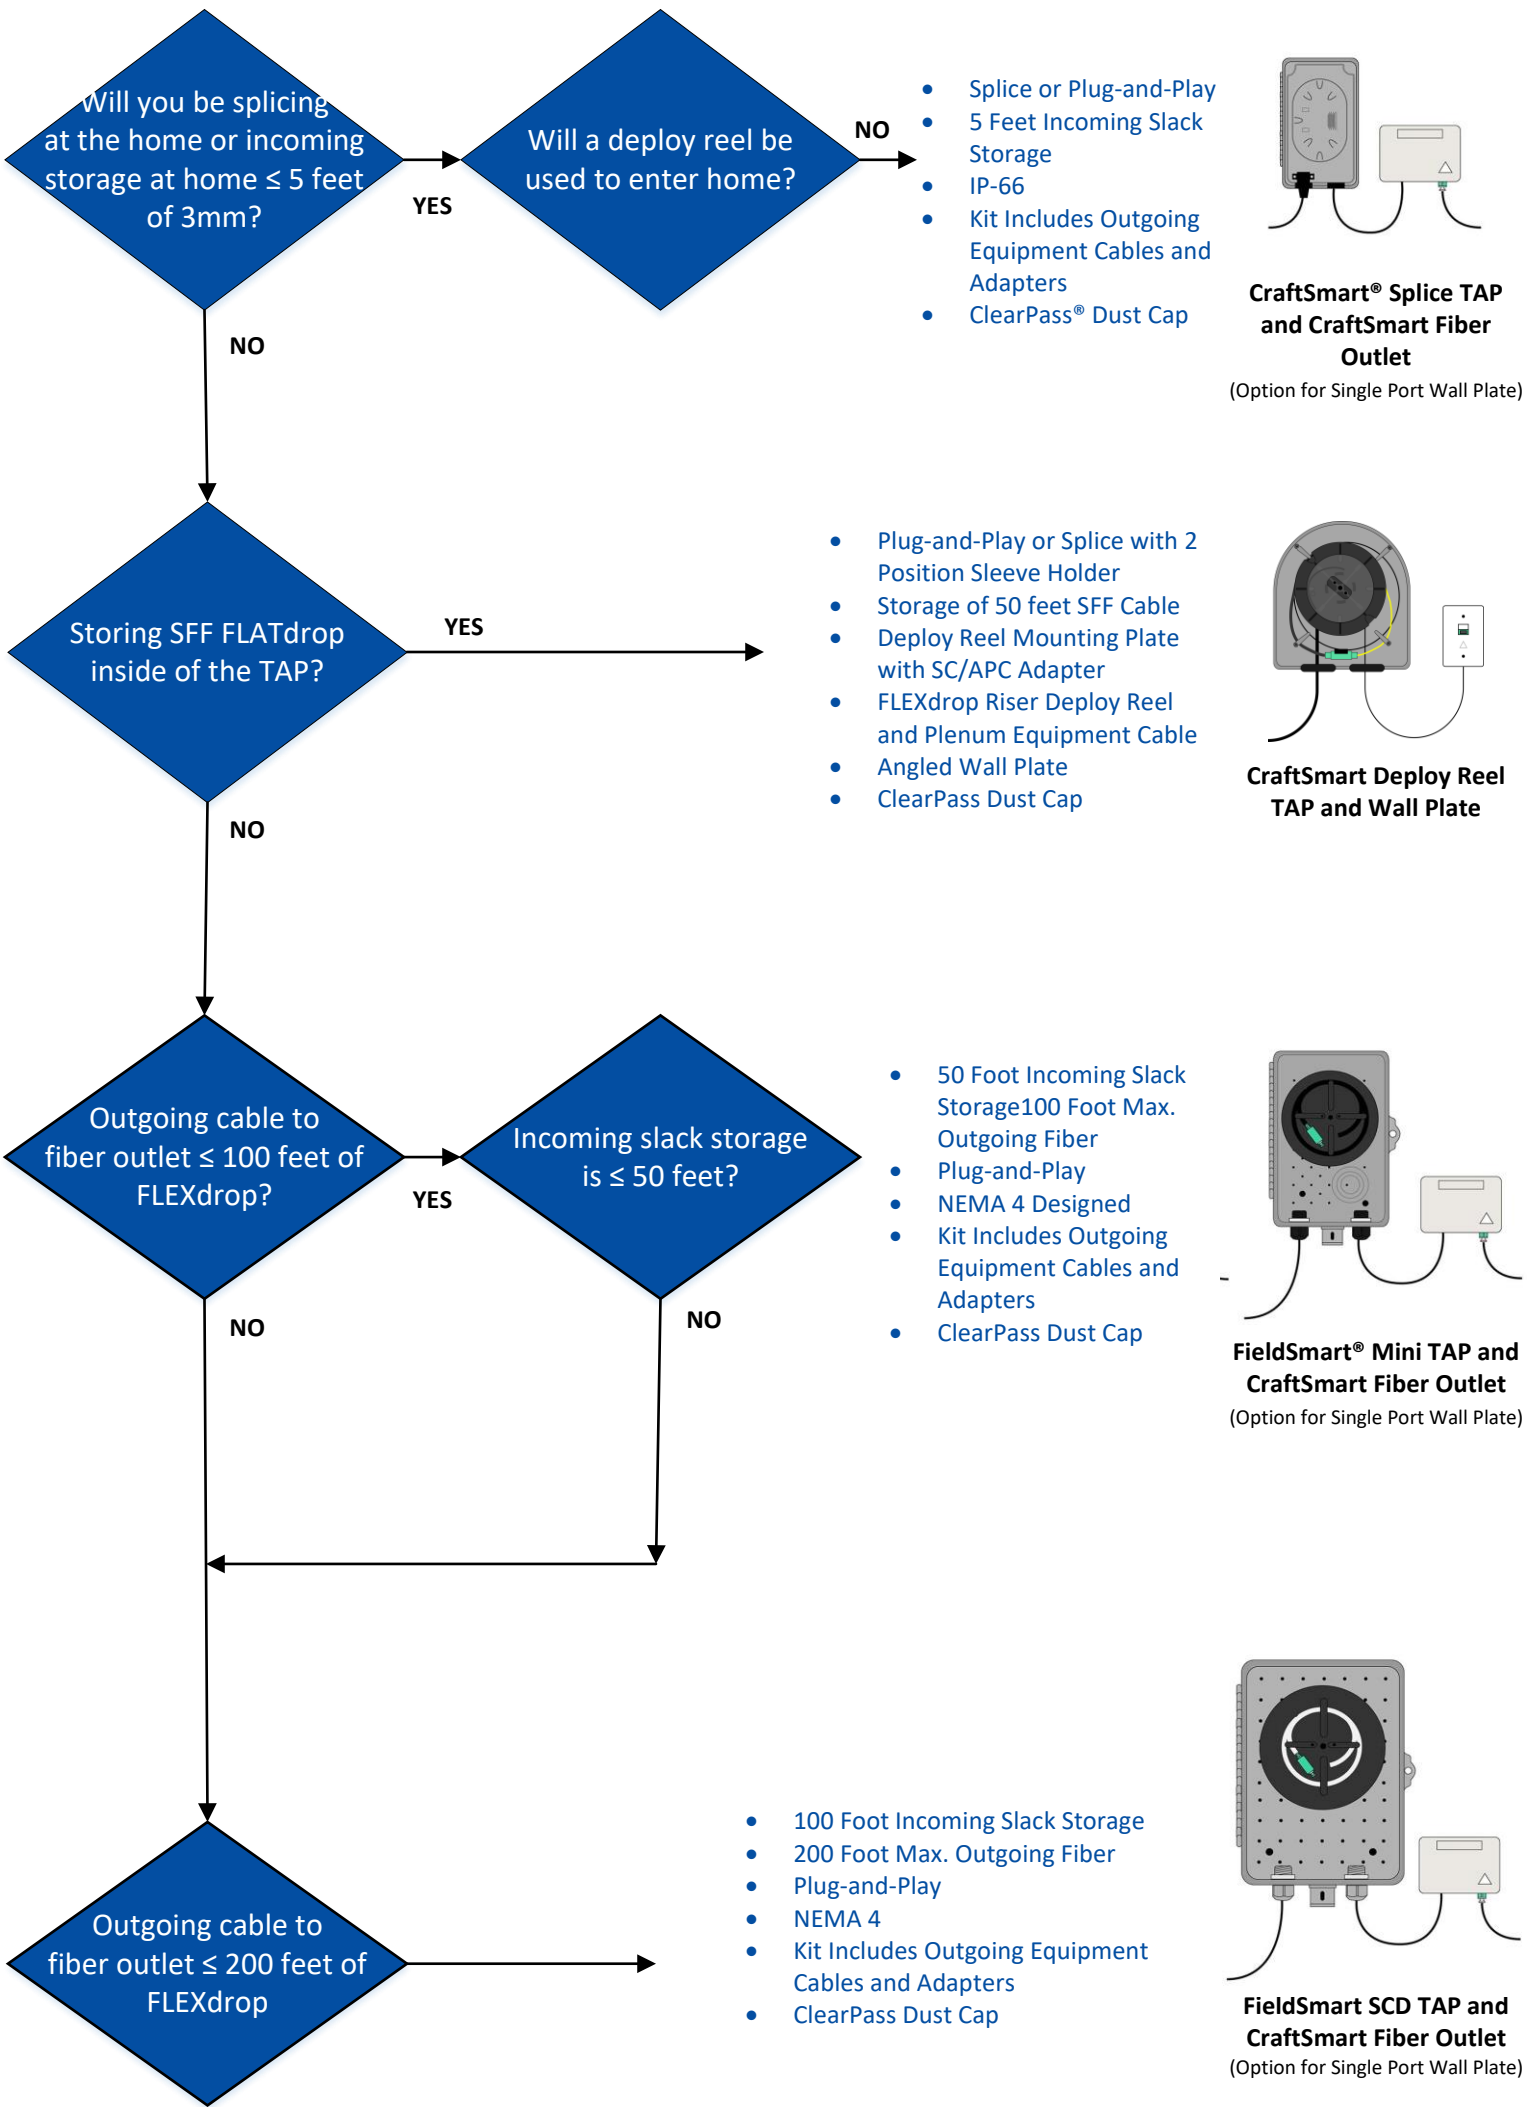 Will you be splicing
at the home or incoming
storage at home ≤ 5 feet
of 3mm?
YES
NO
Will a deploy reel be
used to enter home?
NO
• Splice or Plug-and-Play
• 5 Feet Incoming Slack
Storage
• IP-66
• Kit Includes Outgoing
Equipment Cables and
Adapters
• ClearPass® Dust Cap
CraftSmart® Splice TAP
and CraftSmart Fiber
Outlet
(Option for Single Port Wall Plate)
Storing SFF FLATdrop
inside of the TAP?
YES
NO
• Plug-and-Play or Splice with 2
Position Sleeve Holder
• Storage of 50 feet SFF Cable
• Deploy Reel Mounting Plate
with SC/APC Adapter
• FLEXdrop Riser Deploy Reel
and Plenum Equipment Cable
• Angled Wall Plate
• ClearPass Dust Cap
CraftSmart Deploy Reel
TAP and Wall Plate
Outgoing cable to
fiber outlet ≤ 100 feet of
FLEXdrop?
YES
NO
Incoming slack storage
is ≤ 50 feet?
NO
• 50 Foot Incoming Slack
Storage100 Foot Max.
Outgoing Fiber
• Plug-and-Play
• NEMA 4 Designed
• Kit Includes Outgoing
Equipment Cables and
Adapters
• ClearPass Dust Cap
FieldSmart® Mini TAP and
CraftSmart Fiber Outlet
(Option for Single Port Wall Plate)
Outgoing cable to
fiber outlet ≤ 200 feet of
FLEXdrop
• 100 Foot Incoming Slack Storage
• 200 Foot Max. Outgoing Fiber
• Plug-and-Play
• NEMA 4
• Kit Includes Outgoing Equipment
Cables and Adapters
• ClearPass Dust Cap
FieldSmart SCD TAP and
CraftSmart Fiber Outlet
(Option for Single Port Wall Plate)